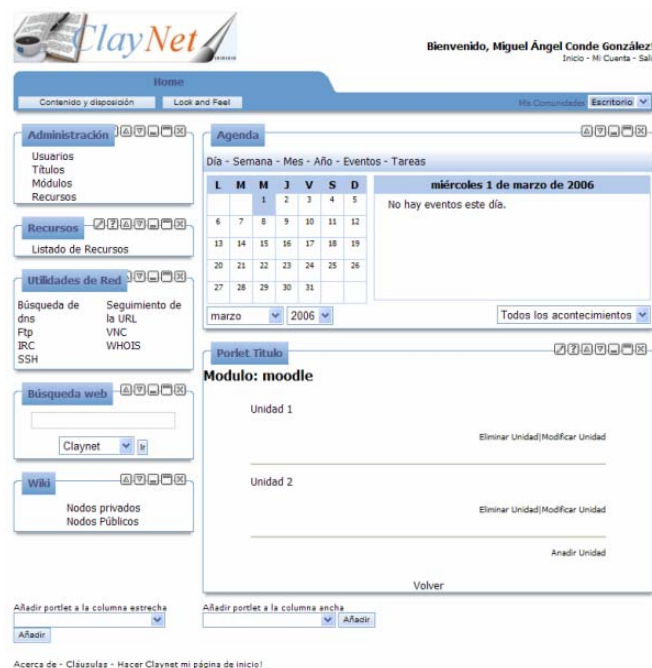 ClayNet
Bienvenido, Miguel Ángel Conde González!
Inicio - Mi Cuenta - Sali
Home
Contenido y disposición
Look and Feel
Mis Comunidades
Escritorio
Administración
Usuarios
Títulos
Módulos
Recursos
Recursos
Listado de Recursos
Utilidades de Red
Búsqueda de dns
Seguimiento de la URL
Ftp
VNC
IRC
WHOIS
SSH
Búsqueda web
Claynet
Ir
Wiki
Nodos privados
Nodos Públicos
Añadir portlet a la columna estrecha
Añadir
Agenda
Día - Semana - Mes - Año - Eventos - Tareas
L M M J V S D
1 2 3 4 5
6 7 8 9 10 11 12
13 14 15 16 17 18 19
20 21 22 23 24 25 26
27 28 29 30 31
marzo 2006
miércoles 1 de marzo de 2006
No hay eventos este día.
Todos los acontecimientos
Portlet Titulo
Modulo: moodle
Unidad 1
Eliminar Unidad|Modificar Unidad
Unidad 2
Eliminar Unidad|Modificar Unidad
Anadir Unidad
Volver
Añadir portlet a la columna ancha
Añadir
Acerca de - Cláusulas - Hacer Claynet mi página de inicio!